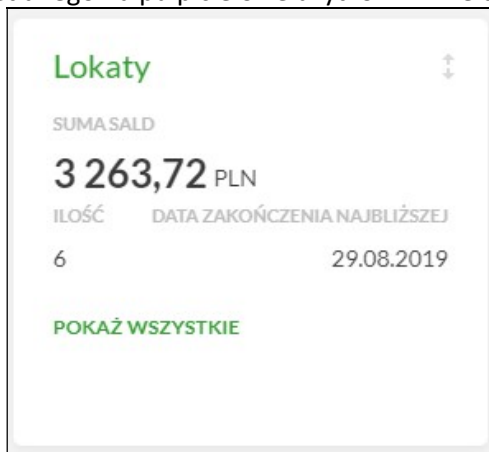 Lokaty
SUMA SALD
3 263,72 PLN
ILOŚĆ DATA ZAKOŃCZENIA NAJBLIŻSZEJ
6 29.08.2019
POKAŻ WSZYSTKIE